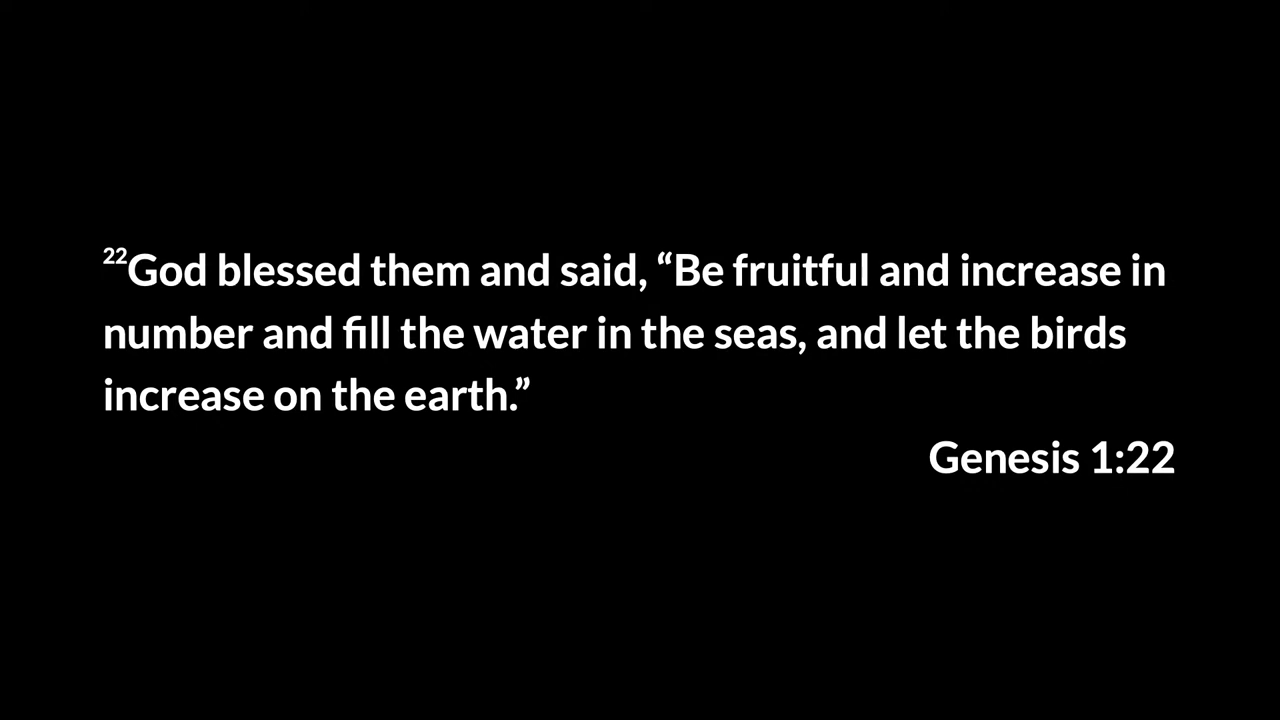 22God blessed them and said, “Be fruitful and increase in
number and fill the water in the seas, and let the birds
increase on the earth.”
Genesis 1:22